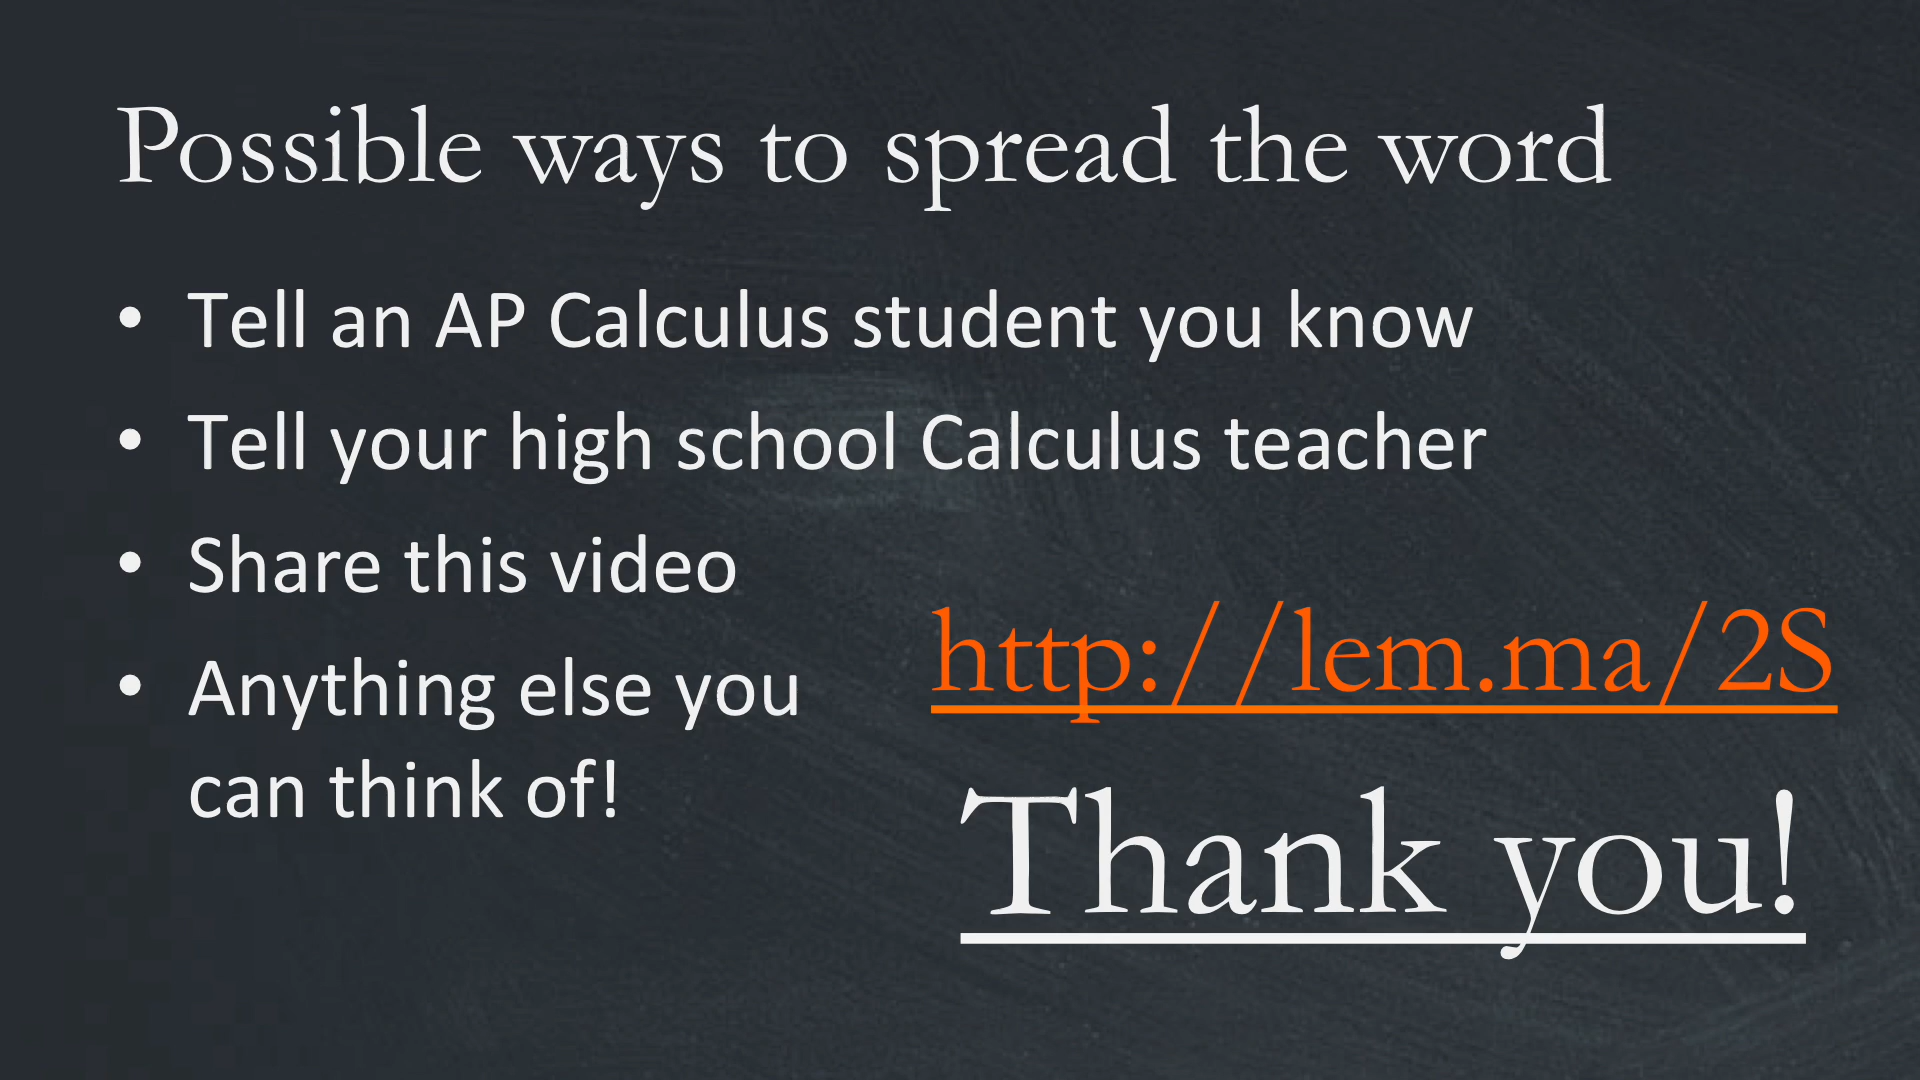 Possible ways to spread the word
• Tell an AP Calculus student you know
• Tell your high school Calculus teacher
• Share this video
• Anything else you
can think of!
http://lem.ma/2S
Thank you!